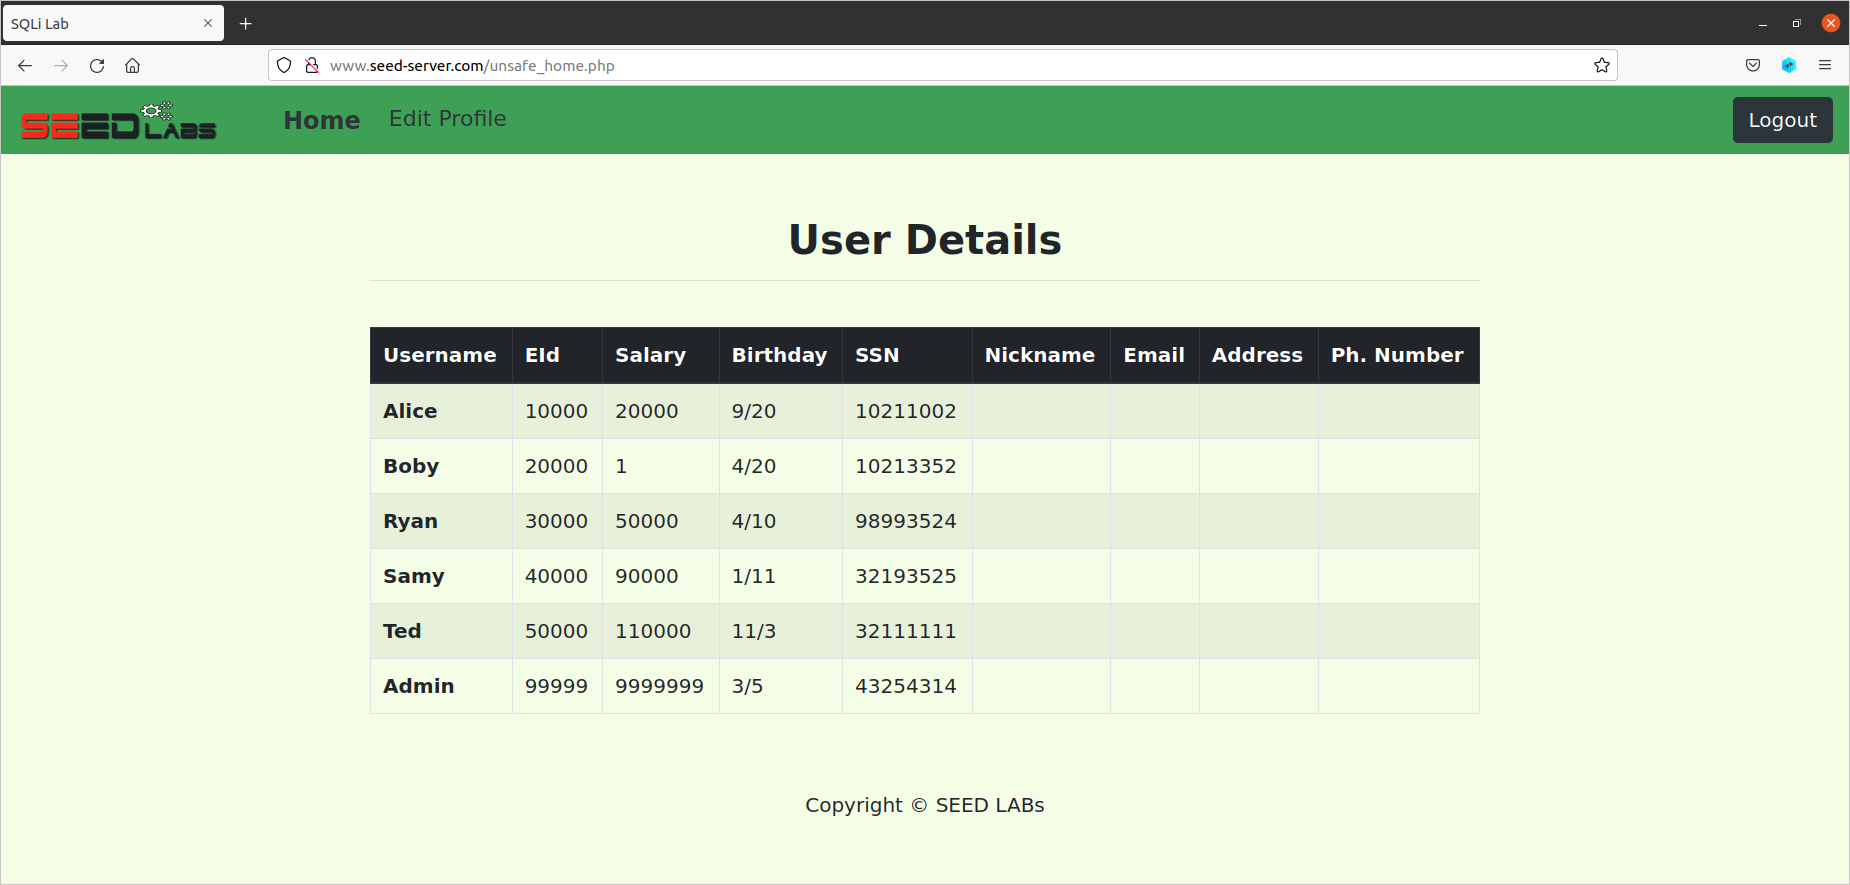 SQLi Lab
www.seed-server.com/unsafe_home.php
SEED LABS Home Edit Profile Logout
User Details
Username EId Salary Birthday SSN Nickname Email Address Ph. Number
Alice 10000 20000 9/20 10211002
Boby 20000 1 4/20 10213352
Ryan 30000 50000 4/10 98993524
Samy 40000 90000 1/11 32193525
Ted 50000 110000 11/3 32111111
Admin 99999 9999999 3/5 43254314
Copyright © SEED LABs